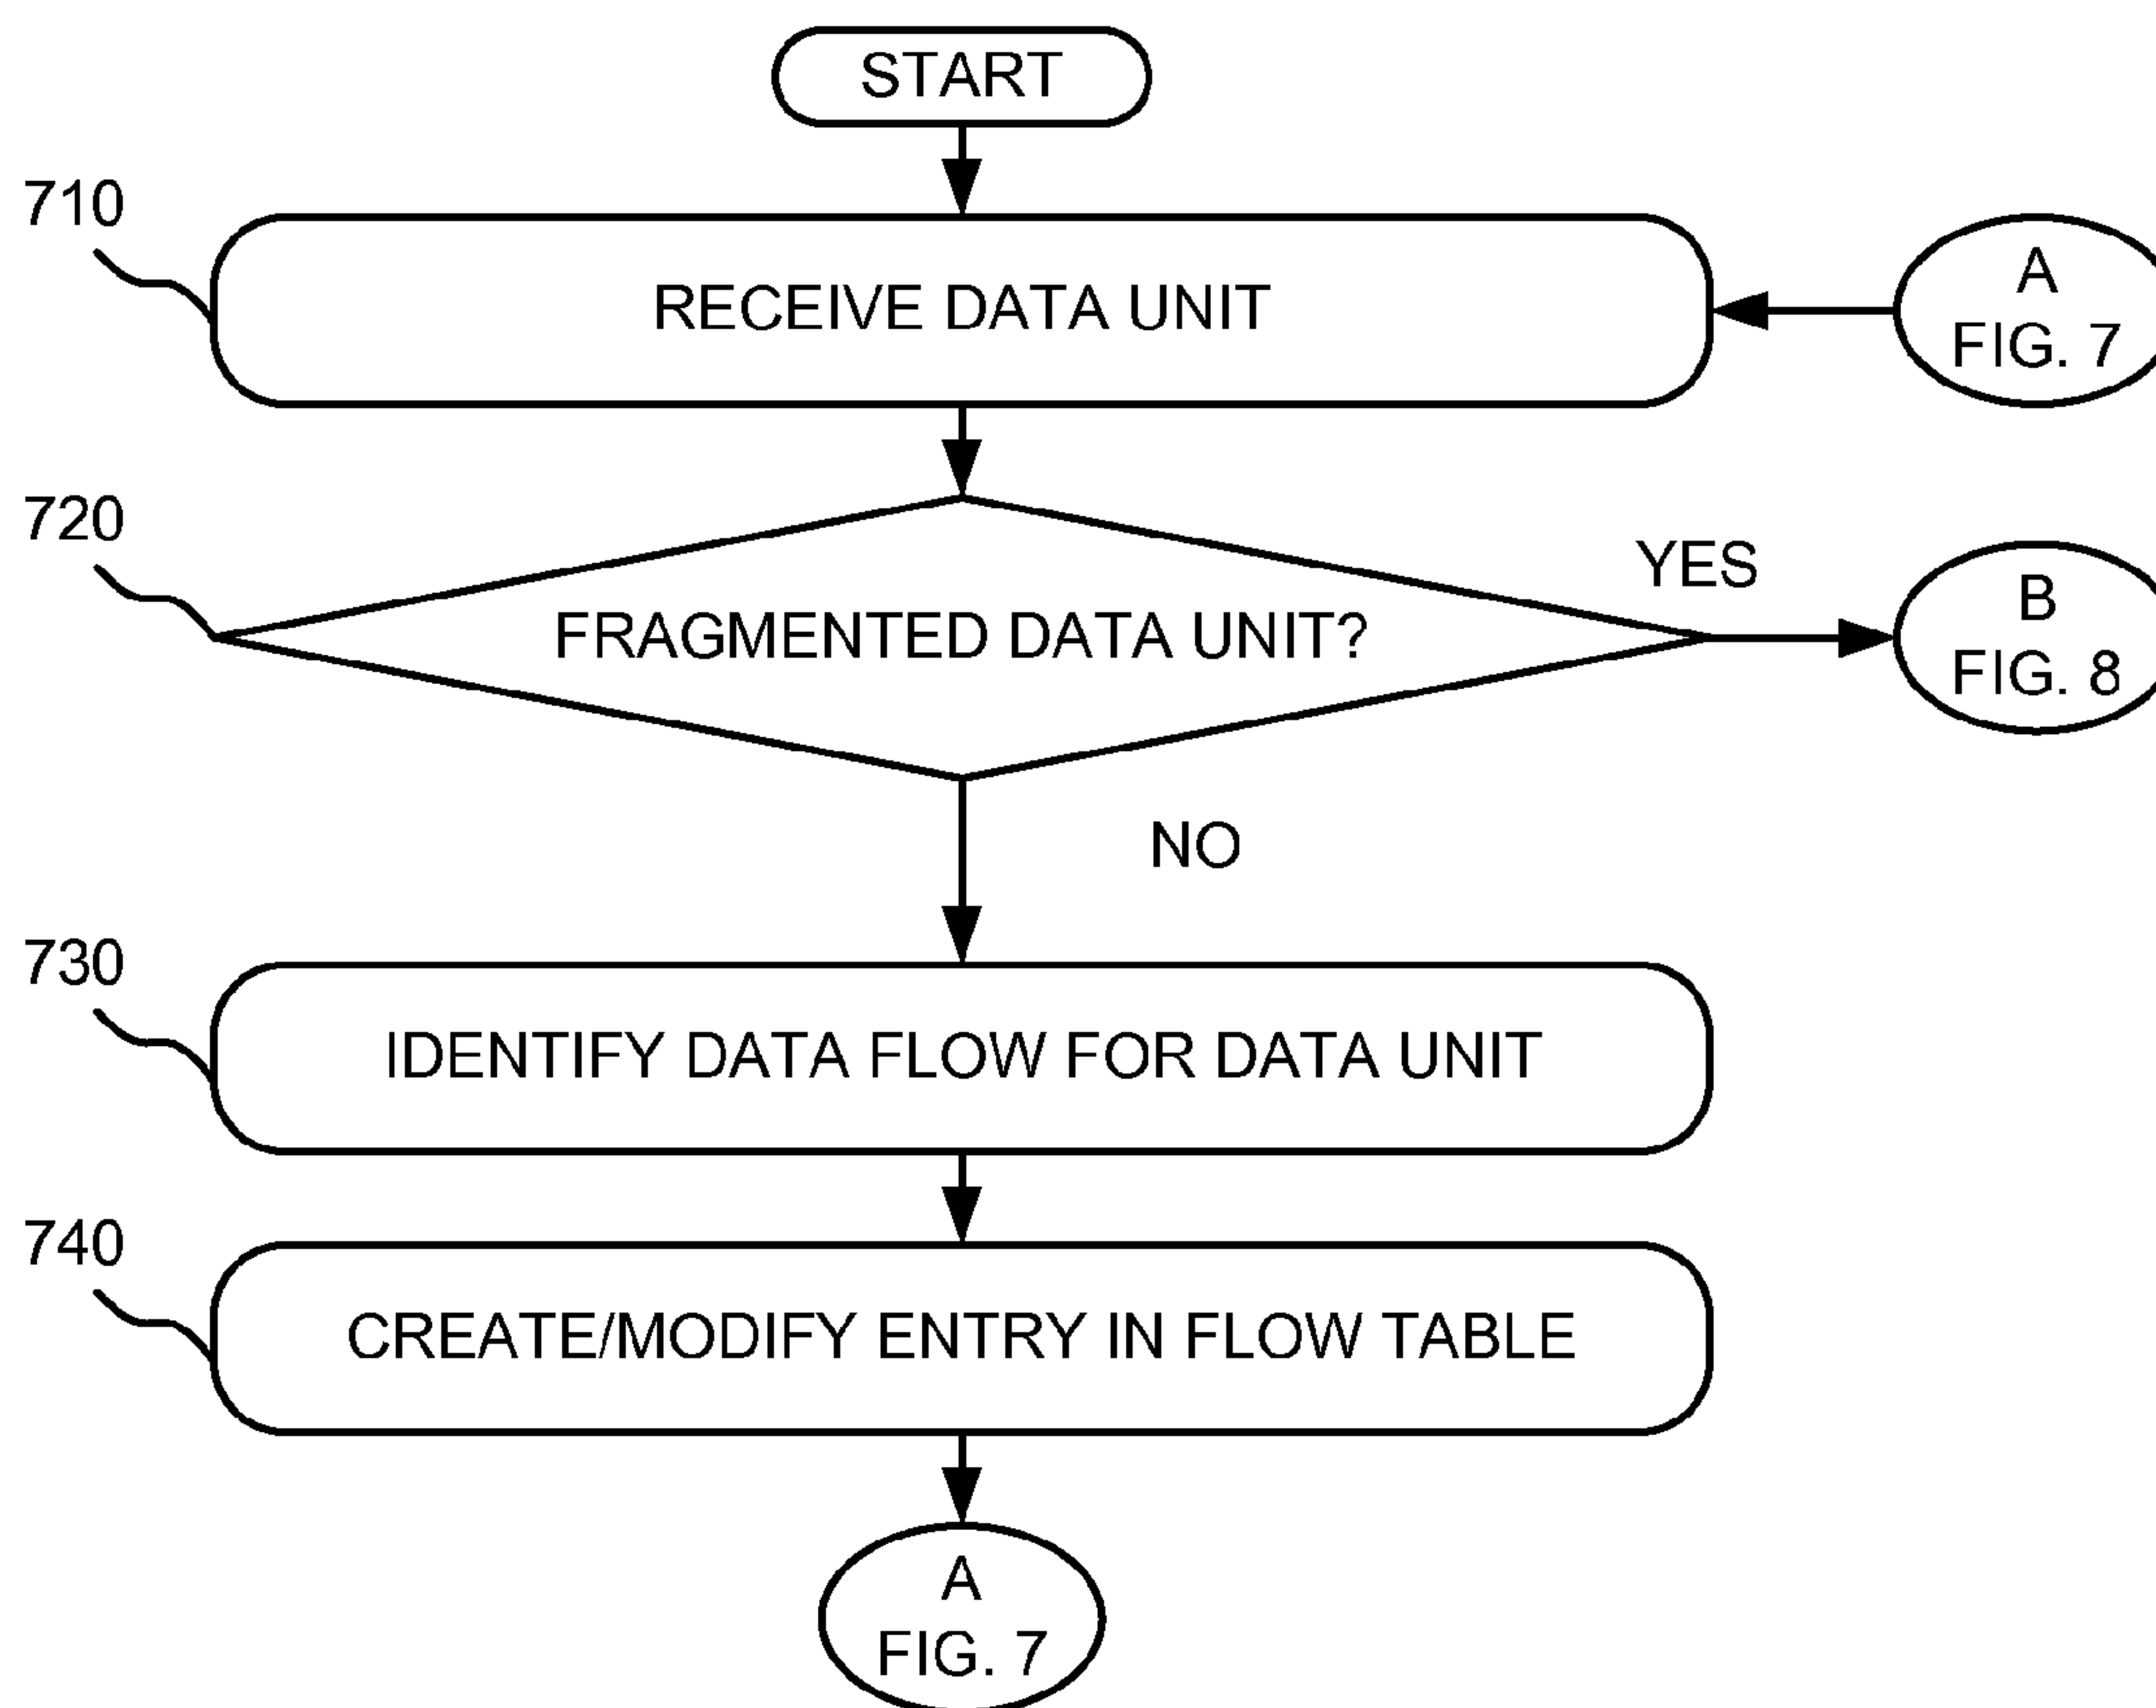 START
710
RECEIVE DATA UNIT
A
FIG. 7
720
FRAGMENTED DATA UNIT?
YES
B
FIG. 8
NO
730
IDENTIFY DATA FLOW FOR DATA UNIT
740
CREATE/MODIFY ENTRY IN FLOW TABLE
A
FIG. 7